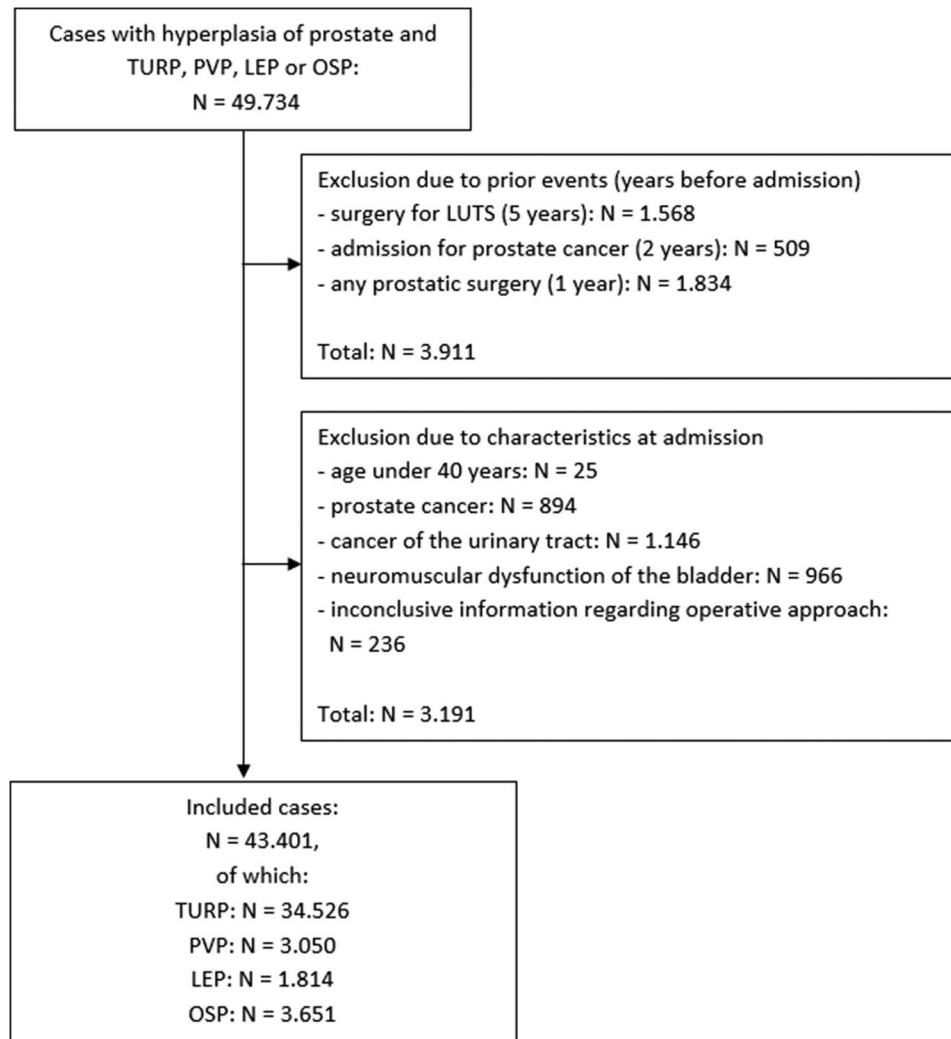 Cases with hyperplasia of prostate and
TURP, PVP, LEP or OSP:
N = 49.734
Exclusion due to prior events (years before admission)
- surgery for LUTS (5 years): N = 1.568
- admission for prostate cancer (2 years): N = 509
- any prostatic surgery (1 year): N = 1.834
Total: N = 3.911
Exclusion due to characteristics at admission
- age under 40 years: N = 25
- prostate cancer: N = 894
- cancer of the urinary tract: N = 1.146
- neuromuscular dysfunction of the bladder: N = 966
- inconclusive information regarding operative approach:
N = 236
Total: N = 3.191
Included cases:
N = 43.401,
of which:
TURP: N = 34.526
PVP: N = 3.050
LEP: N = 1.814
OSP: N = 3.651